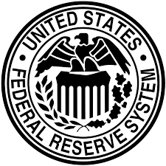 UNITED STATES
FEDERAL RESERVE SYSTEM